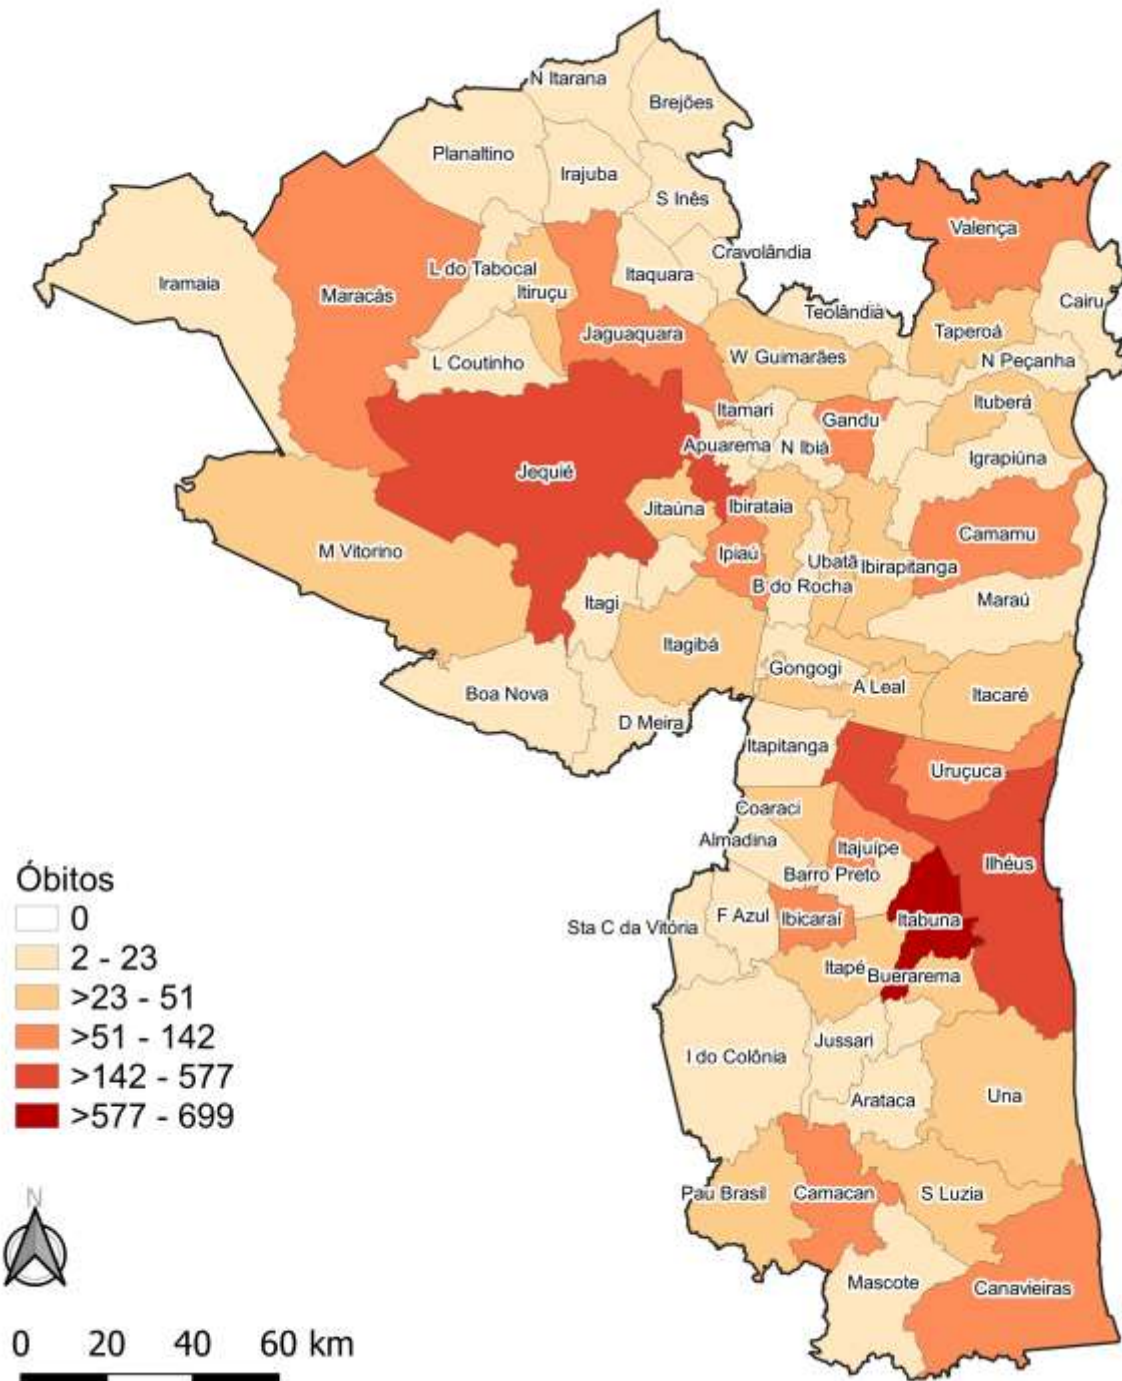 N Itarana
Brejões
Planaltino
Irajuba
S Inês
Valença
Cravolândia
L do Tabocal
Itaquara
Iramaia
Maracás
Itiruçu
Cairu
Teolândia
Taperoá
Jaguaquara
W Guimarães
N Peçanha
L Coutinho
Itamari
Ituberá
Gandu
Apuarema
N Ibiá
Igrapiúna
Jequié
Jitaúna
Ibirataia
Camamu
M Vitorino
Ipiaú
Ubatã
Ibirapitanga
B do Rocha
Itagi
Maraú
Itagibá
Gongogi
A Leal
Itacaré
Boa Nova
D Meira
Itapitanga
Uruçuca
Coaraci
Almadina
Itajuípe
Ilhéus
Barro Preto
Óbitos
0
2 - 23
>23 - 51
>51 - 142
>142 - 577
>577 - 699
Sta C da Vitória
F Azul
Ibicaraí
Itabuna
Itapé
Buerarema
Jussari
I do Colônia
Arataca
Una
Pau Brasil
Camacan
S Luzia
Mascote
Canavieiras
N
0 20 40 60 km